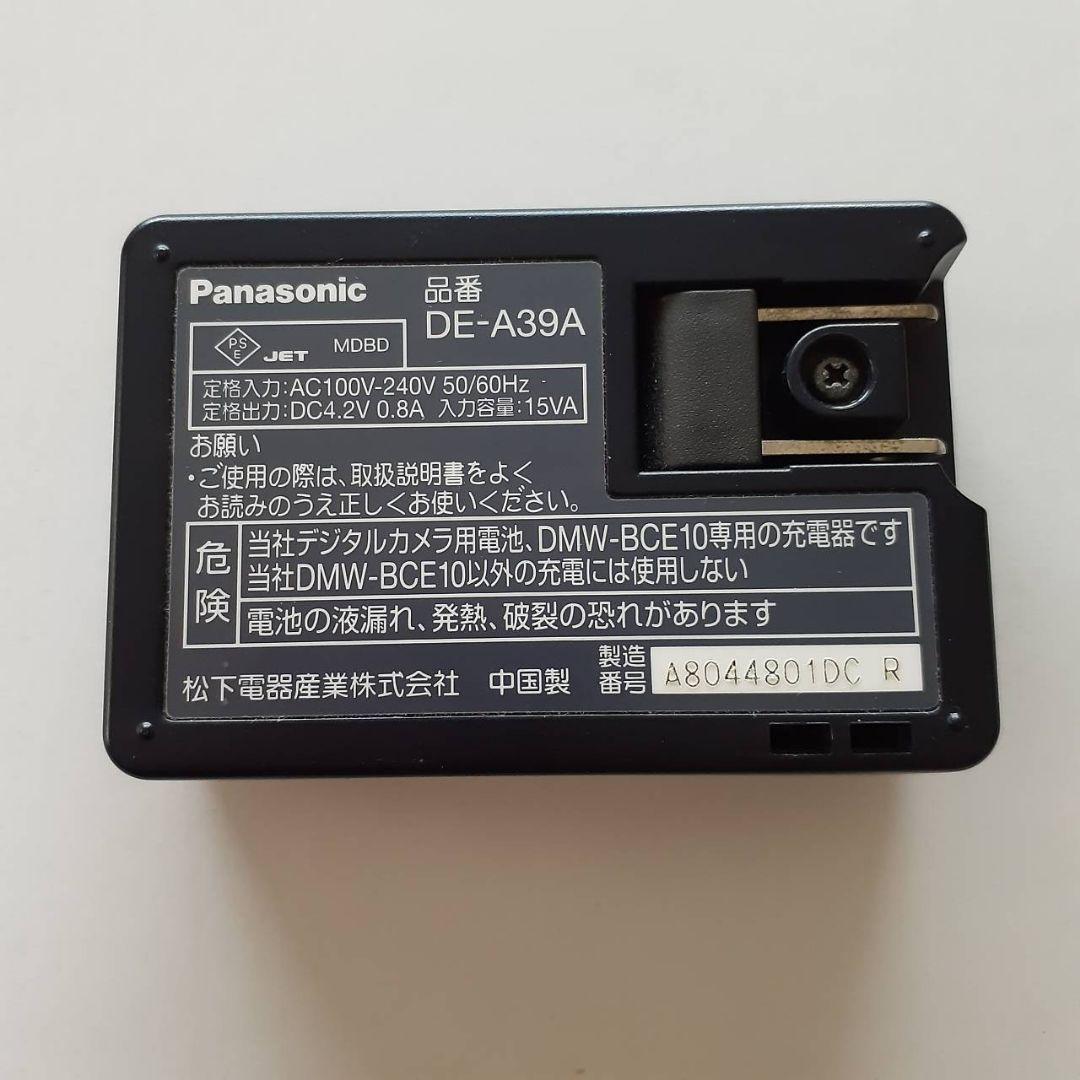 Panasonic
品番
DE-A39A
PS
E
JET
MDBD
定格入力:AC100V-240V 50/60Hz
定格出力:DC4.2V 0.8A 入力容量:15VA
お願い
・ご使用の際は、取扱説明書をよく
お読みのうえ正しくお使いください。
危険
当社デジタルカメラ用電池、DMW-BCE10専用の充電器です
当社DMW-BCE10以外の充電には使用しない
電池の液漏れ、発熱、破裂の恐れがあります
松下電器産業株式会社 中国製
製造
番号
A8044801DC R